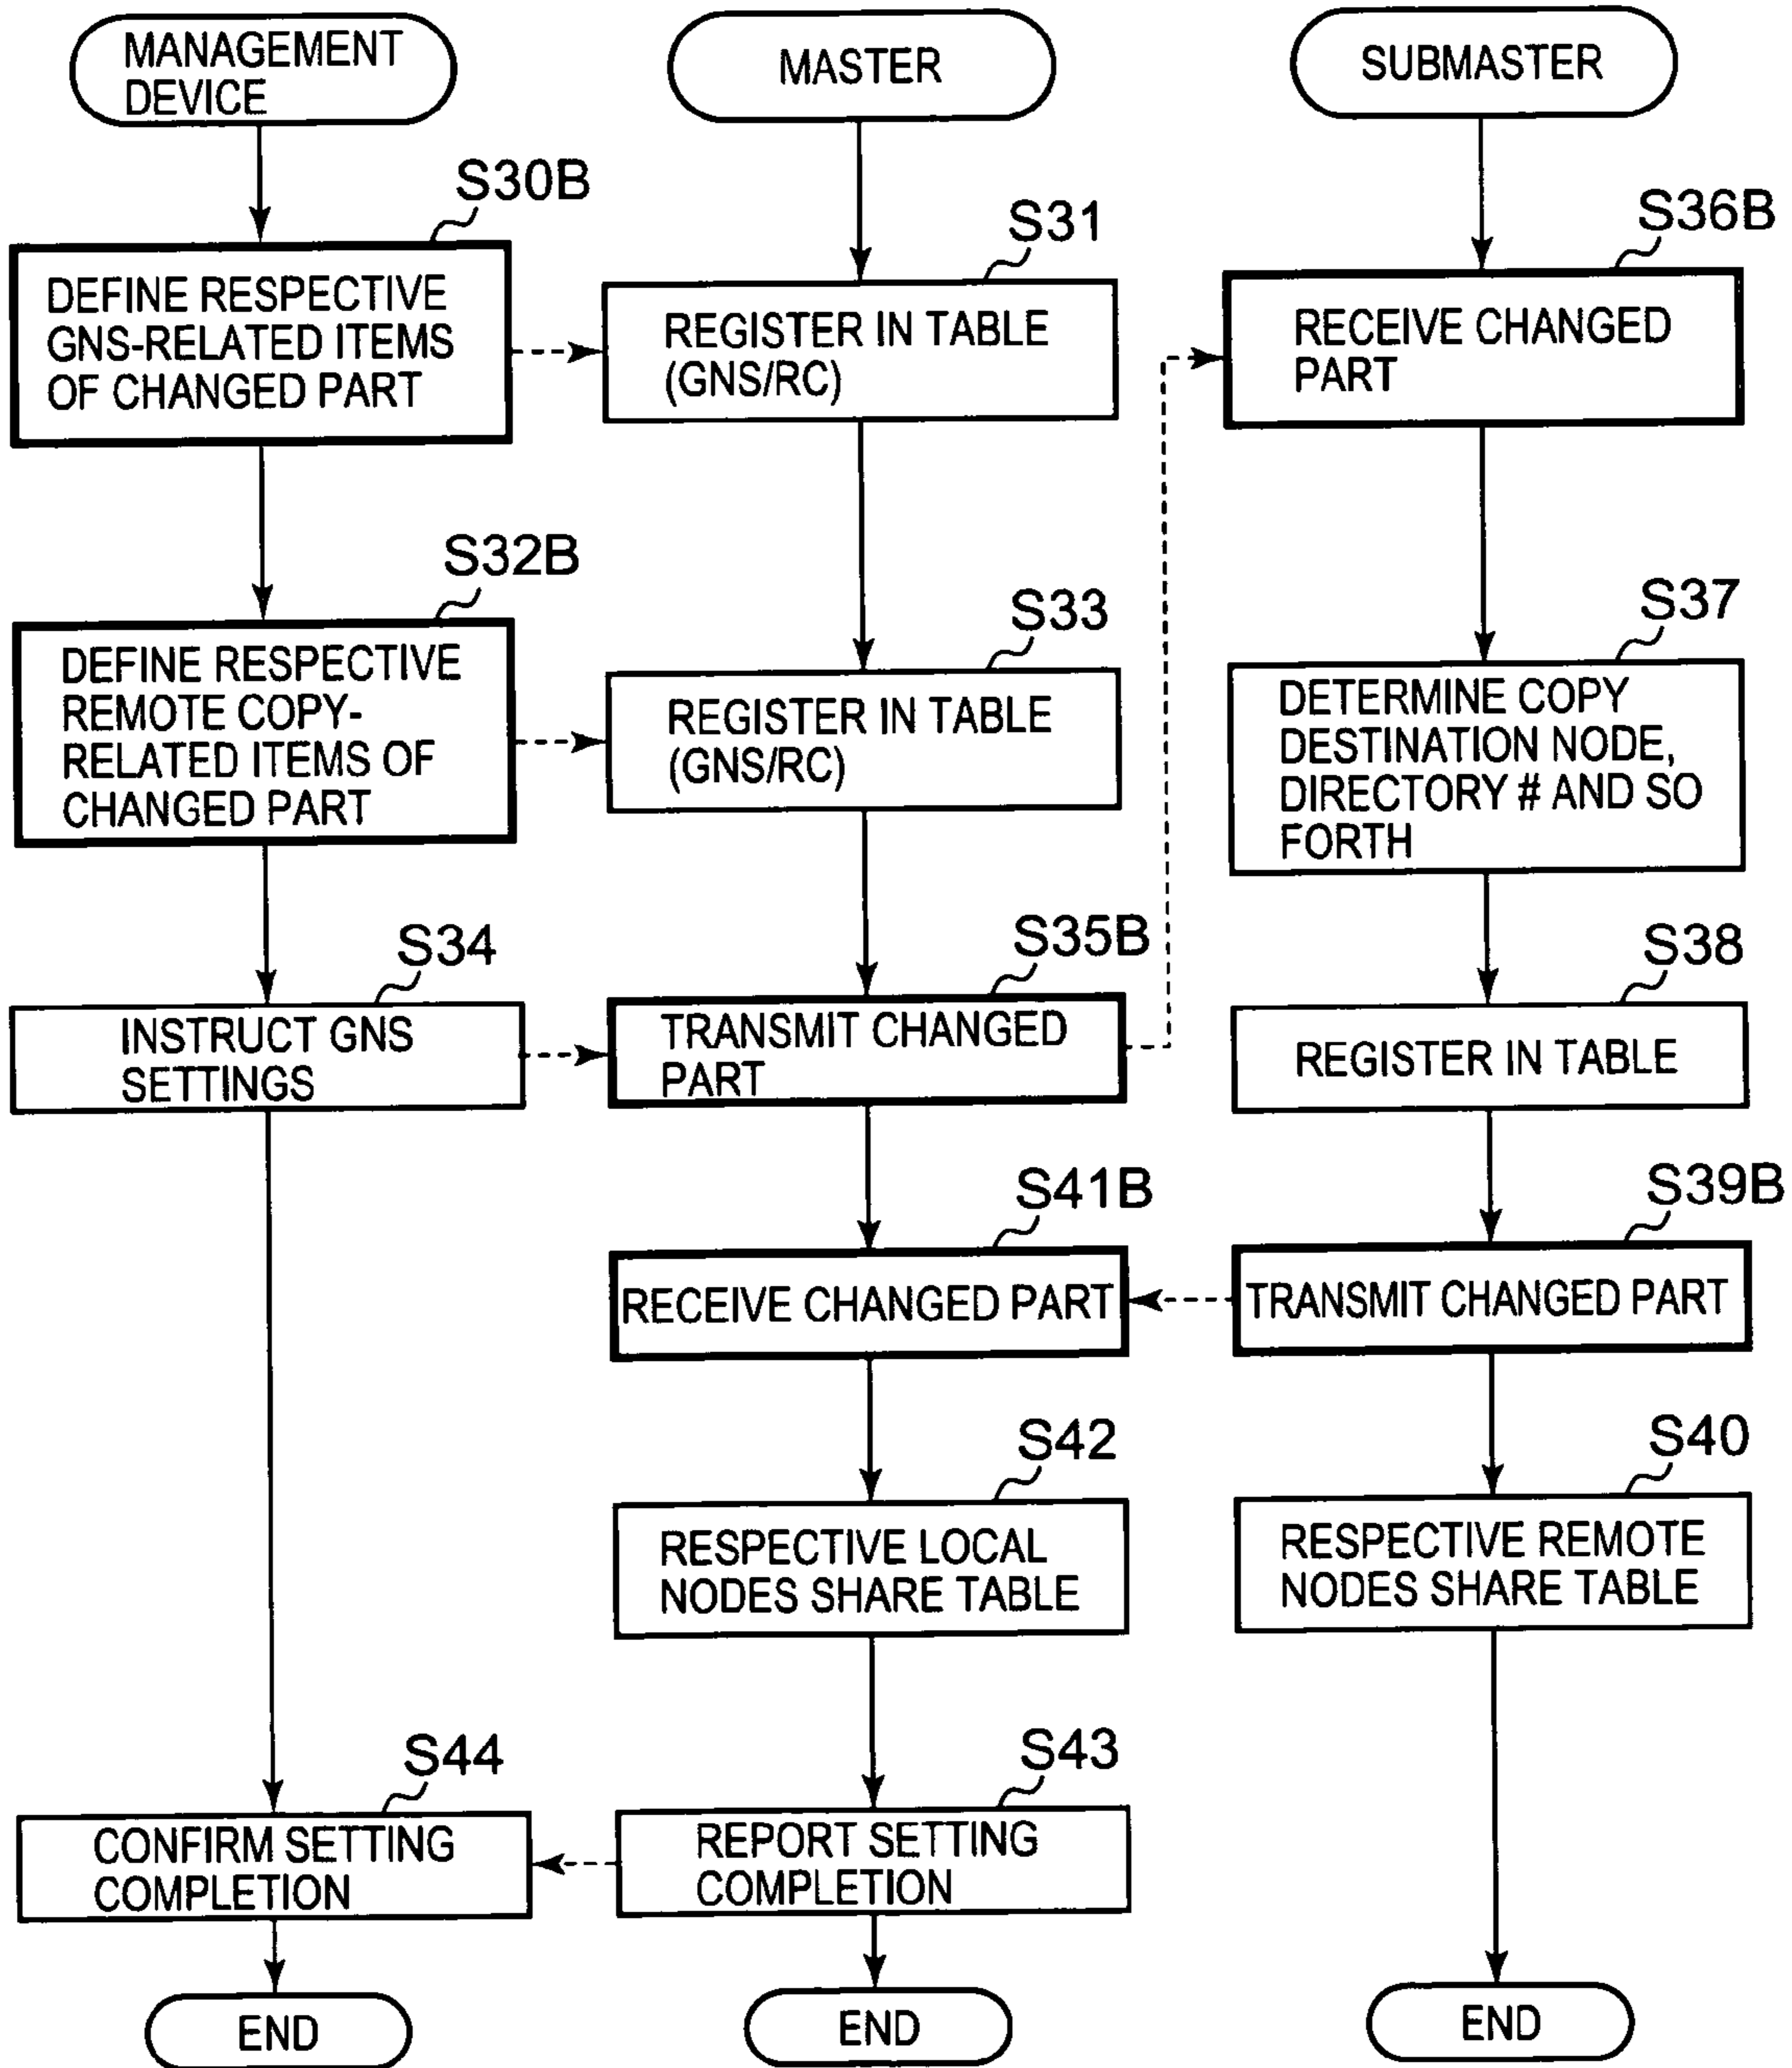 MANAGEMENT
DEVICE
S30B
DEFINE RESPECTIVE
GNS-RELATED ITEMS
OF CHANGED PART
S32B
DEFINE RESPECTIVE
REMOTE COPY-
RELATED ITEMS OF
CHANGED PART
S34
INSTRUCT GNS
SETTINGS
S44
CONFIRM SETTING
COMPLETION
END
MASTER
S31
REGISTER IN TABLE
(GNS/RC)
S33
REGISTER IN TABLE
(GNS/RC)
S35B
TRANSMIT CHANGED
PART
S41B
RECEIVE CHANGED PART
S42
RESPECTIVE LOCAL
NODES SHARE TABLE
S43
REPORT SETTING
COMPLETION
END
SUBMASTER
S36B
RECEIVE CHANGED
PART
S37
DETERMINE COPY
DESTINATION NODE,
DIRECTORY # AND SO
FORTH
S38
REGISTER IN TABLE
S39B
TRANSMIT CHANGED PART
S40
RESPECTIVE REMOTE
NODES SHARE TABLE
END